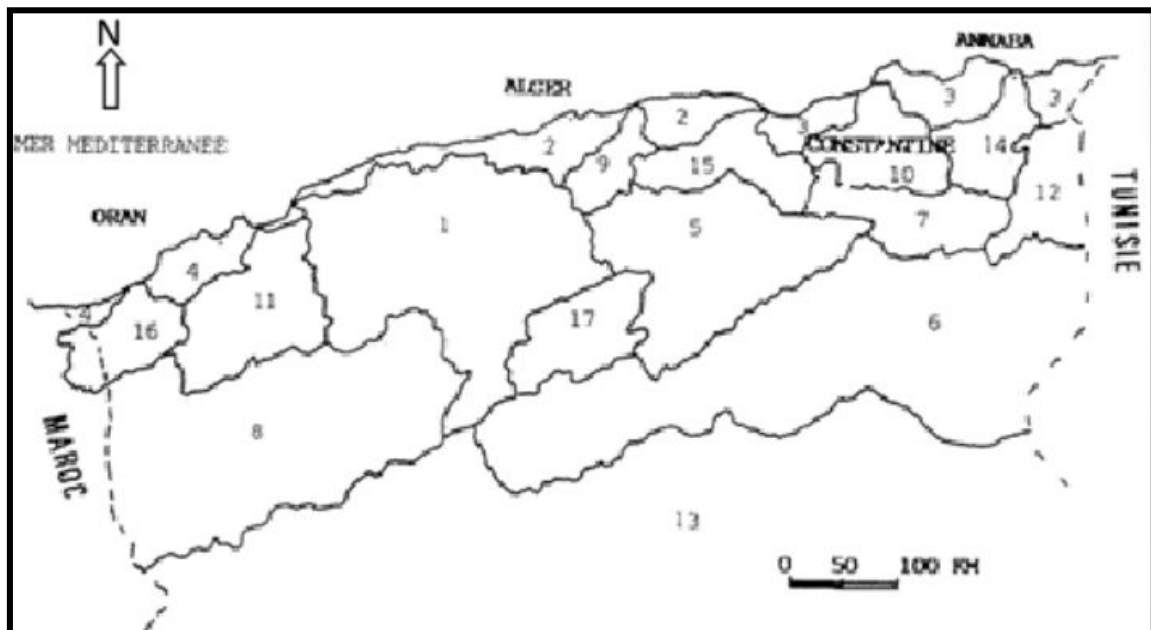 N
ANNABA
ALGER
MER MEDITERRANEE
ORAN
CONSTANTINE
TUNISIE
MAROC
3
3
2
3
2
14
9
15
10
12
1
5
7
4
11
17
6
4
16
8
13
0 50 100 KM